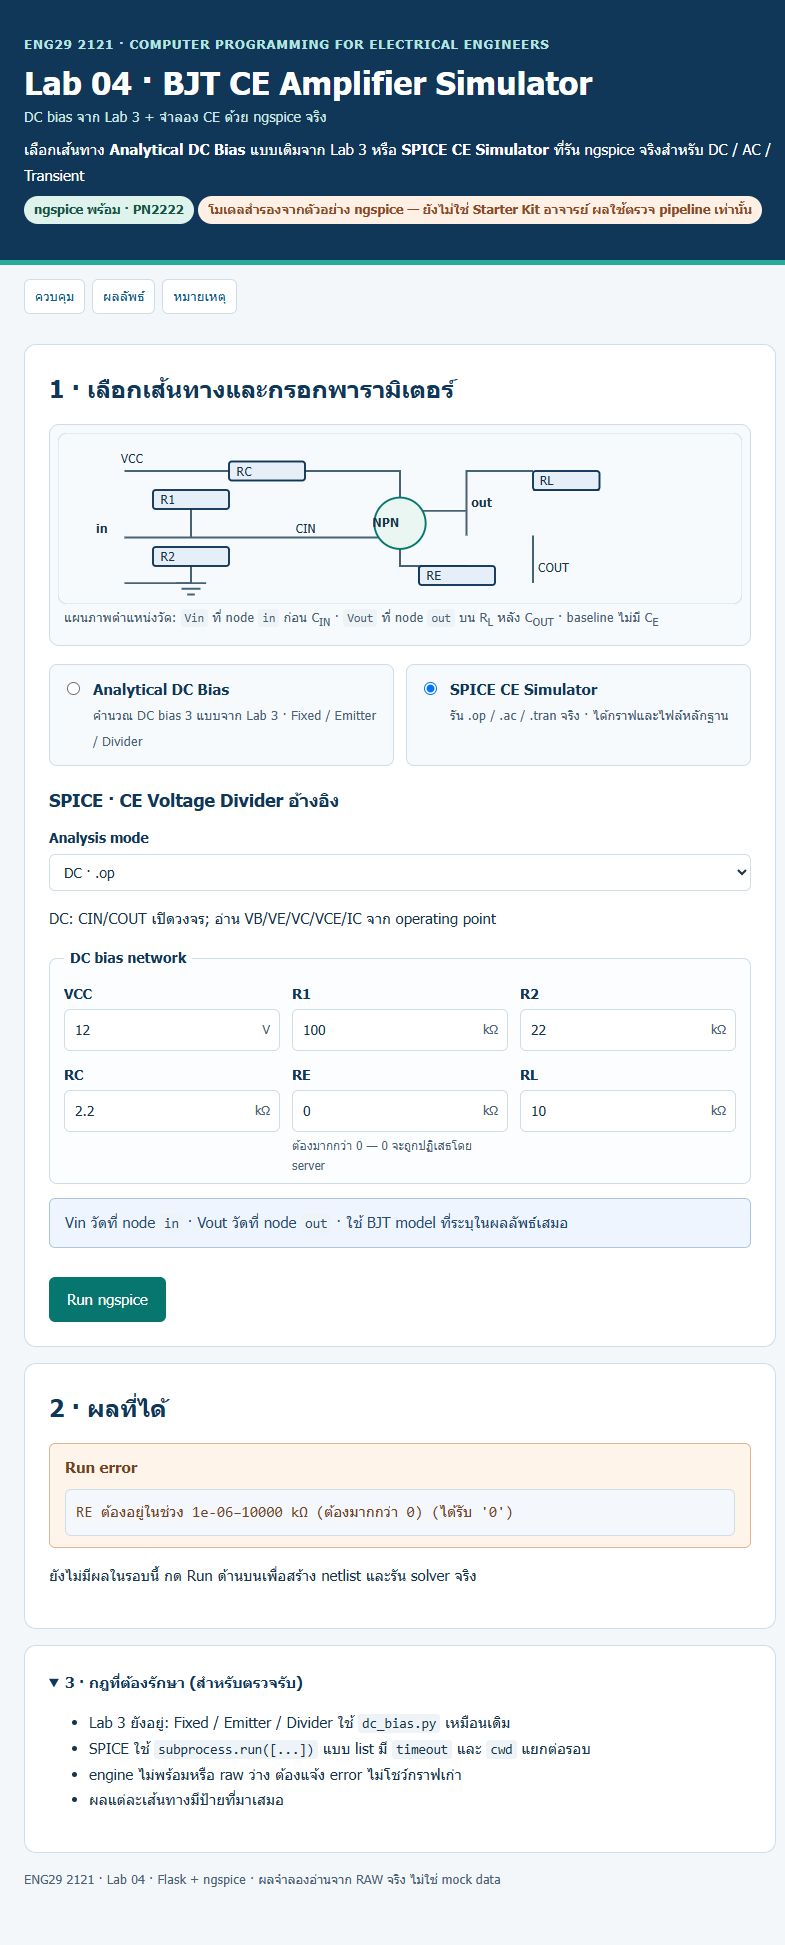 ENG29 2121 · COMPUTER PROGRAMMING FOR ELECTRICAL ENGINEERS
Lab 04 · BJT CE Amplifier Simulator
DC bias จาก Lab 3 + จำลอง CE ด้วย ngspice จริง
เลือกเส้นทาง Analytical DC Bias แบบเดิมจาก Lab 3 หรือ SPICE CE Simulator ที่รัน ngspice จริงสำหรับ DC / AC /
Transient
ngspice พร้อม · PN2222 โมเดลสำรองจากตัวอย่าง ngspice — ยังไม่ใช่ Starter Kit อาจารย์ ผลใช้ตรวจ pipeline เท่านั้น
ควบคุม ผลลัพธ์ หมายเหตุ
1 · เลือกเส้นทางและกรอกพารามิเตอร์
VCC
RC
RL
R1
out
in
CIN
NPN
R2
COUT
RE
แผนภาพตำแหน่งวัด: Vin ที่ node in ก่อน CIN · Vout ที่ node out บน RL หลัง COUT · baseline ไม่มี CE
Analytical DC Bias
คำนวณ DC bias 3 แบบจาก Lab 3 · Fixed / Emitter
/ Divider
SPICE CE Simulator
รัน .op / .ac / .tran จริง · ได้กราฟและไฟล์หลักฐาน
SPICE · CE Voltage Divider อ้างอิง
Analysis mode
DC · .op
DC: CIN/COUT เปิดวงจร; อ่าน VB/VE/VC/VCE/IC จาก operating point
DC bias network
VCC R1 R2
12 V 100 kΩ 22 kΩ
RC RE RL
2.2 kΩ 0 kΩ 10 kΩ
ต้องมากกว่า 0 — 0 จะถูกปฏิเสธโดย
server
Vin วัดที่ node in · Vout วัดที่ node out · ใช้ BJT model ที่ระบุในผลลัพธ์เสมอ
Run ngspice
2 · ผลที่ได้
Run error
RE ต้องอยู่ในช่วง 1e-06–10000 kΩ (ต้องมากกว่า 0) (ได้รับ '0')
ยังไม่มีผลในรอบนี้ กด Run ด้านบนเพื่อสร้าง netlist และรัน solver จริง
▼ 3 · กฎที่ต้องรักษา (สำหรับตรวจรับ)
• Lab 3 ยังอยู่: Fixed / Emitter / Divider ใช้ dc_bias.py เหมือนเดิม
• SPICE ใช้ subprocess.run([...]) แบบ list มี timeout และ cwd แยกต่อรอบ
• engine ไม่พร้อมหรือ raw ว่าง ต้องแจ้ง error ไม่โชว์กราฟเก่า
• ผลแต่ละเส้นทางมีป้ายที่มาเสมอ
ENG29 2121 · Lab 04 · Flask + ngspice · ผลจำลองอ่านจาก RAW จริง ไม่ใช่ mock data